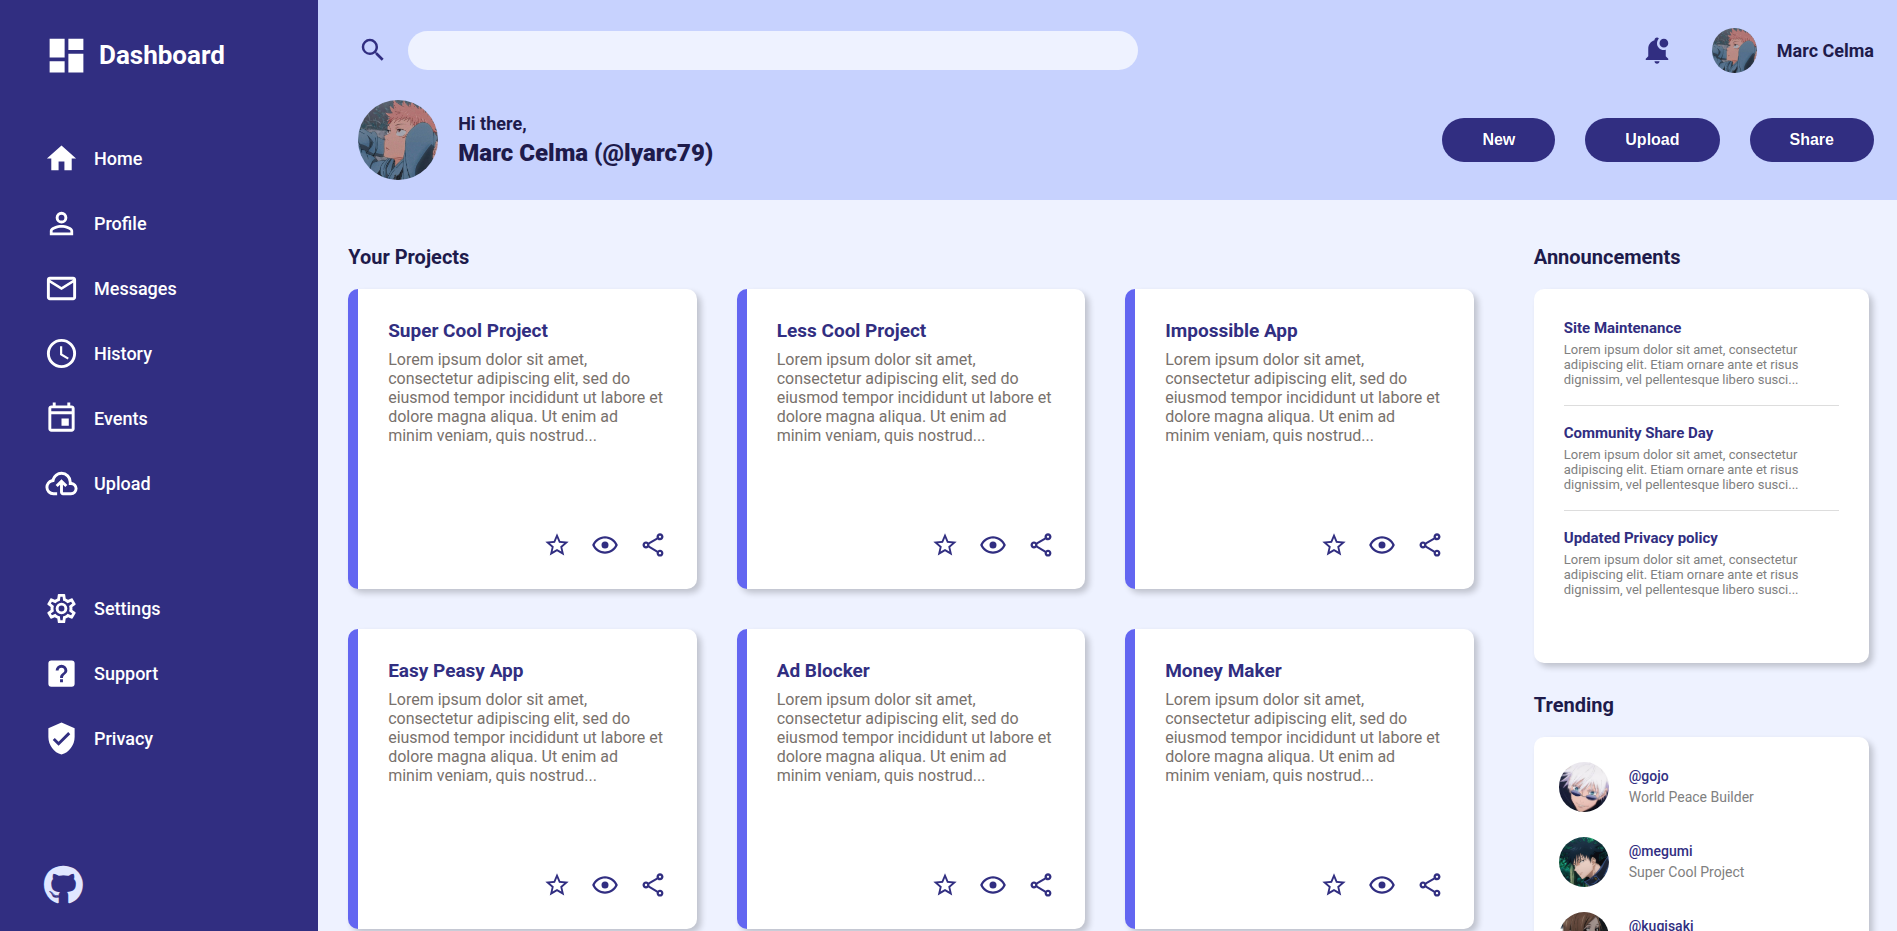 Dashboard
Home
Profile
Messages
History
Events
Upload
Settings
Support
Privacy
Marc Celma
Hi there,
Marc Celma (@lyarc79)
New
Upload
Share
Your Projects
Super Cool Project
Lorem ipsum dolor sit amet,
consectetur adipiscing elit, sed do
eiusmod tempor incididunt ut labore et
dolore magna aliqua. Ut enim ad
minim veniam, quis nostrud...
Less Cool Project
Lorem ipsum dolor sit amet,
consectetur adipiscing elit, sed do
eiusmod tempor incididunt ut labore et
dolore magna aliqua. Ut enim ad
minim veniam, quis nostrud...
Impossible App
Lorem ipsum dolor sit amet,
consectetur adipiscing elit, sed do
eiusmod tempor incididunt ut labore et
dolore magna aliqua. Ut enim ad
minim veniam, quis nostrud...
Easy Peasy App
Lorem ipsum dolor sit amet,
consectetur adipiscing elit, sed do
eiusmod tempor incididunt ut labore et
dolore magna aliqua. Ut enim ad
minim veniam, quis nostrud...
Ad Blocker
Lorem ipsum dolor sit amet,
consectetur adipiscing elit, sed do
eiusmod tempor incididunt ut labore et
dolore magna aliqua. Ut enim ad
minim veniam, quis nostrud...
Money Maker
Lorem ipsum dolor sit amet,
consectetur adipiscing elit, sed do
eiusmod tempor incididunt ut labore et
dolore magna aliqua. Ut enim ad
minim veniam, quis nostrud...
Announcements
Site Maintenance
Lorem ipsum dolor sit amet, consectetur
adipiscing elit. Etiam ornare ante et risus
dignissim, vel pellentesque libero susci...
Community Share Day
Lorem ipsum dolor sit amet, consectetur
adipiscing elit. Etiam ornare ante et risus
dignissim, vel pellentesque libero susci...
Updated Privacy policy
Lorem ipsum dolor sit amet, consectetur
adipiscing elit. Etiam ornare ante et risus
dignissim, vel pellentesque libero susci...
Trending
@gojo
World Peace Builder
@megumi
Super Cool Project
@kugisaki